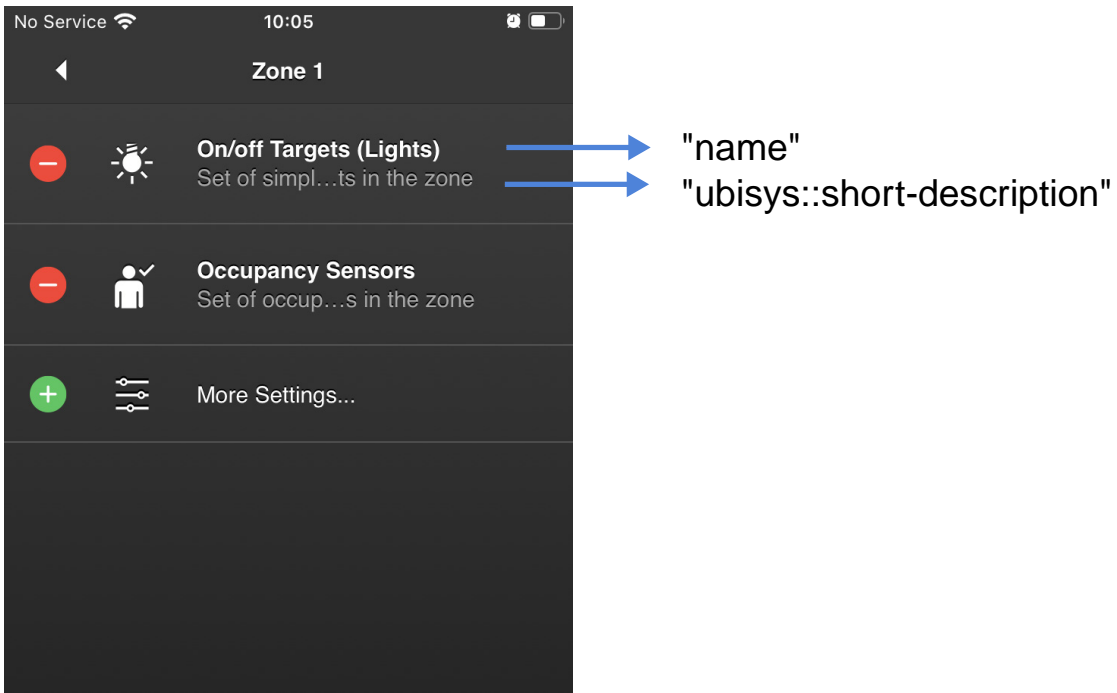 No Service 10:05
Zone 1
On/off Targets (Lights)
Set of simpl...ts in the zone
"name"
"ubisys::short-description"
Occupancy Sensors
Set of occup...s in the zone
More Settings...